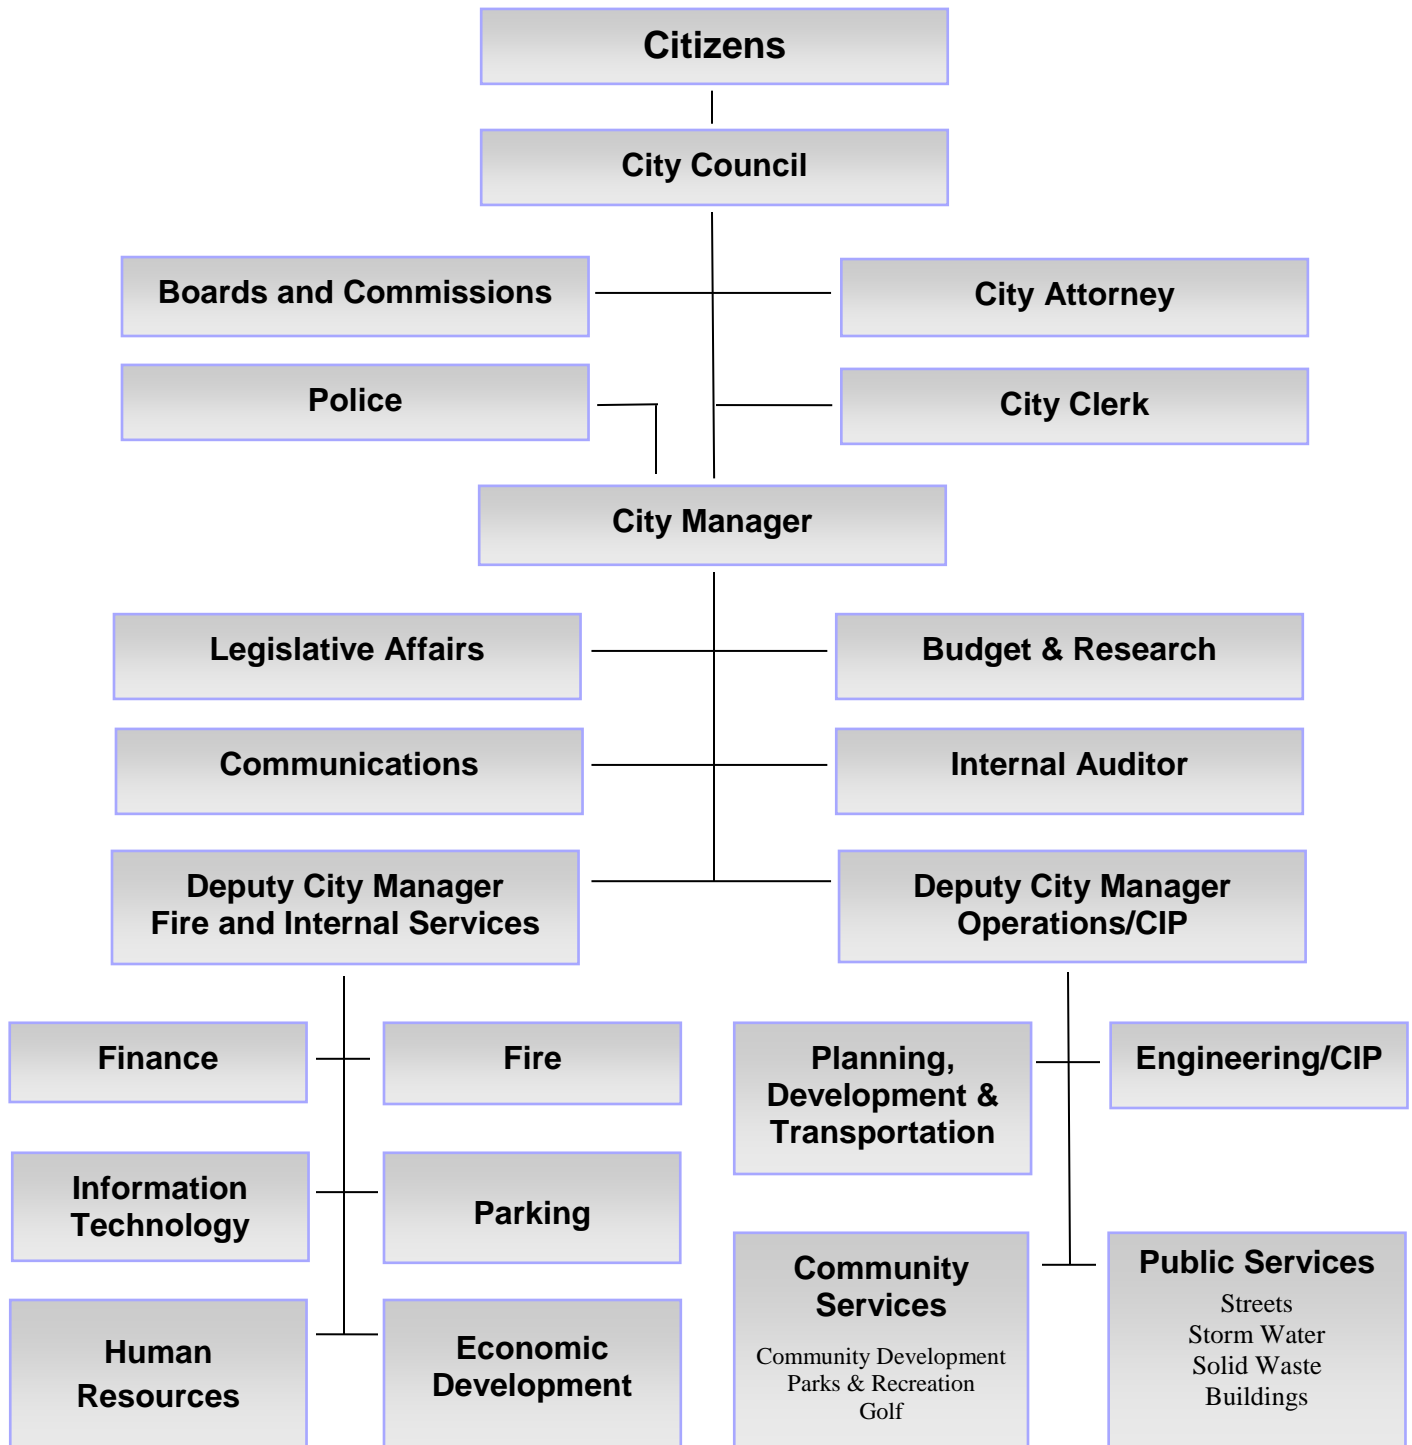 Citizens
City Council
Boards and Commissions
City Attorney
Police
City Clerk
City Manager
Legislative Affairs
Budget & Research
Communications
Internal Auditor
Deputy City Manager
Fire and Internal Services
Deputy City Manager
Operations/CIP
Finance
Fire
Planning,
Development &
Transportation
Engineering/CIP
Information
Technology
Parking
Community
Services
Community Development
Parks & Recreation
Golf
Public Services
Streets
Storm Water
Solid Waste
Buildings
Human
Resources
Economic
Development